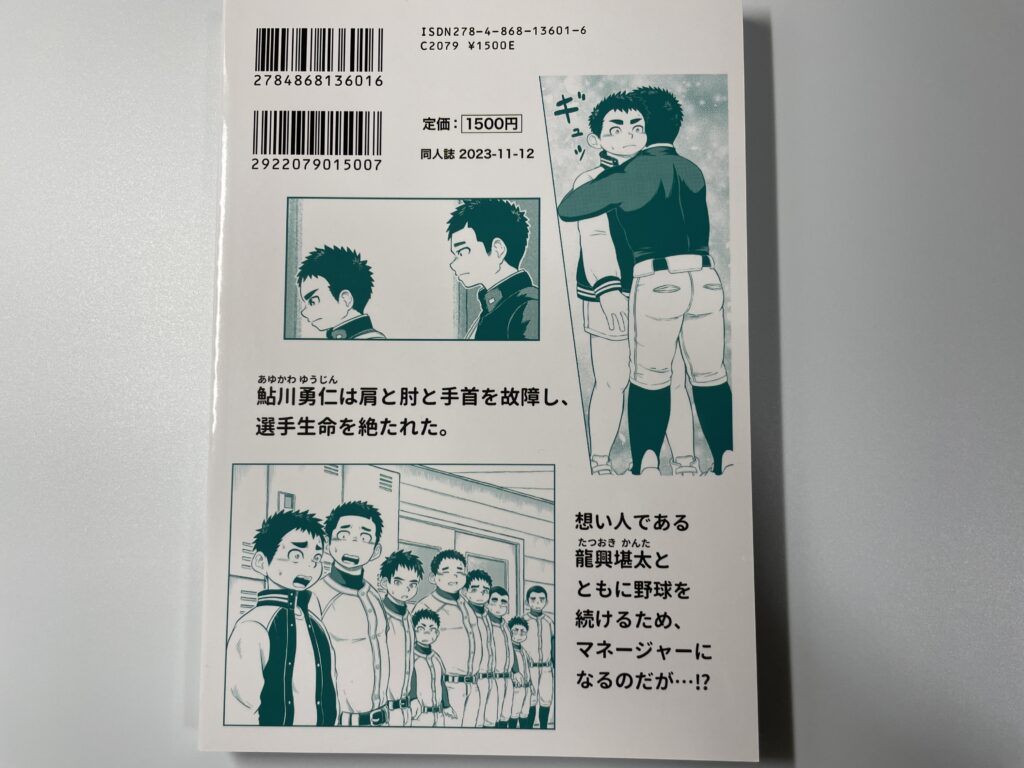 ISDN278-4-868-13601-6
C2079 ¥1500E
2784868136016
2922079015007
定価：1500円
同人誌 2023-11-12
ギュッ
あゆかわ ゆうじん
鮎川勇仁は肩と肘と手首を故障し、
選手生命を絶たれた。
想い人である
たつおき かんた
龍興堪太と
ともに野球を
続けるため、
マネージャーに
なるのだが…!?